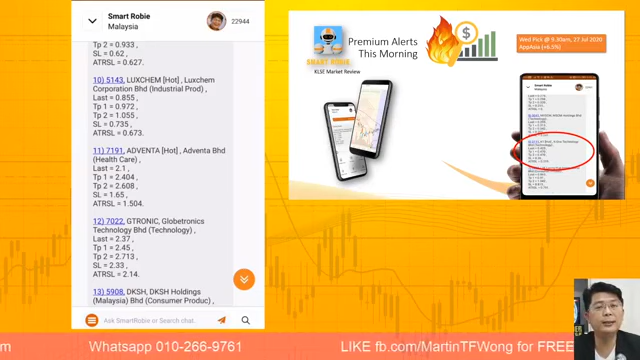 Smart Robie
Malaysia
22944
Tp 2 = 0.933 ,
SL = 0.62 ,
ATRSL = 0.627.
10) 5143, LUXCHEM [Hot] , Luxchem
Corporation Bhd (Industrial Prod) ,
Last = 0.855 ,
Tp 1 = 0.972 ,
Tp 2 = 1.055 ,
SL = 0.735 ,
ATRSL = 0.673.
11) 7191, ADVENTA [Hot] , Adventa Bhd
(Health Care) ,
Last = 2.1 ,
Tp 1 = 2.404 ,
Tp 2 = 2.608 ,
SL = 1.65 ,
ATRSL = 1.504.
12) 7022, GTRONIC, Globetronics
Technology Bhd (Technology) ,
Last = 2.37 ,
Tp 1 = 2.45 ,
Tp 2 = 2.713 ,
SL = 2.33 ,
ATRSL = 2.14.
13) 5908, DKSH, DKSH Holdings
(Malaysia) Bhd (Consumer Produc) ,
Ask SmartRobie or Search chat.
SMART ROBIE
KLSE Market Review
Premium Alerts
This Morning
Wed Pick @ 9.30am, 27 Jul 2020
AppAsia (+6.5%)
m
Whatsapp 010-266-9761
LIKE fb.com/MartinTFWong for FREE